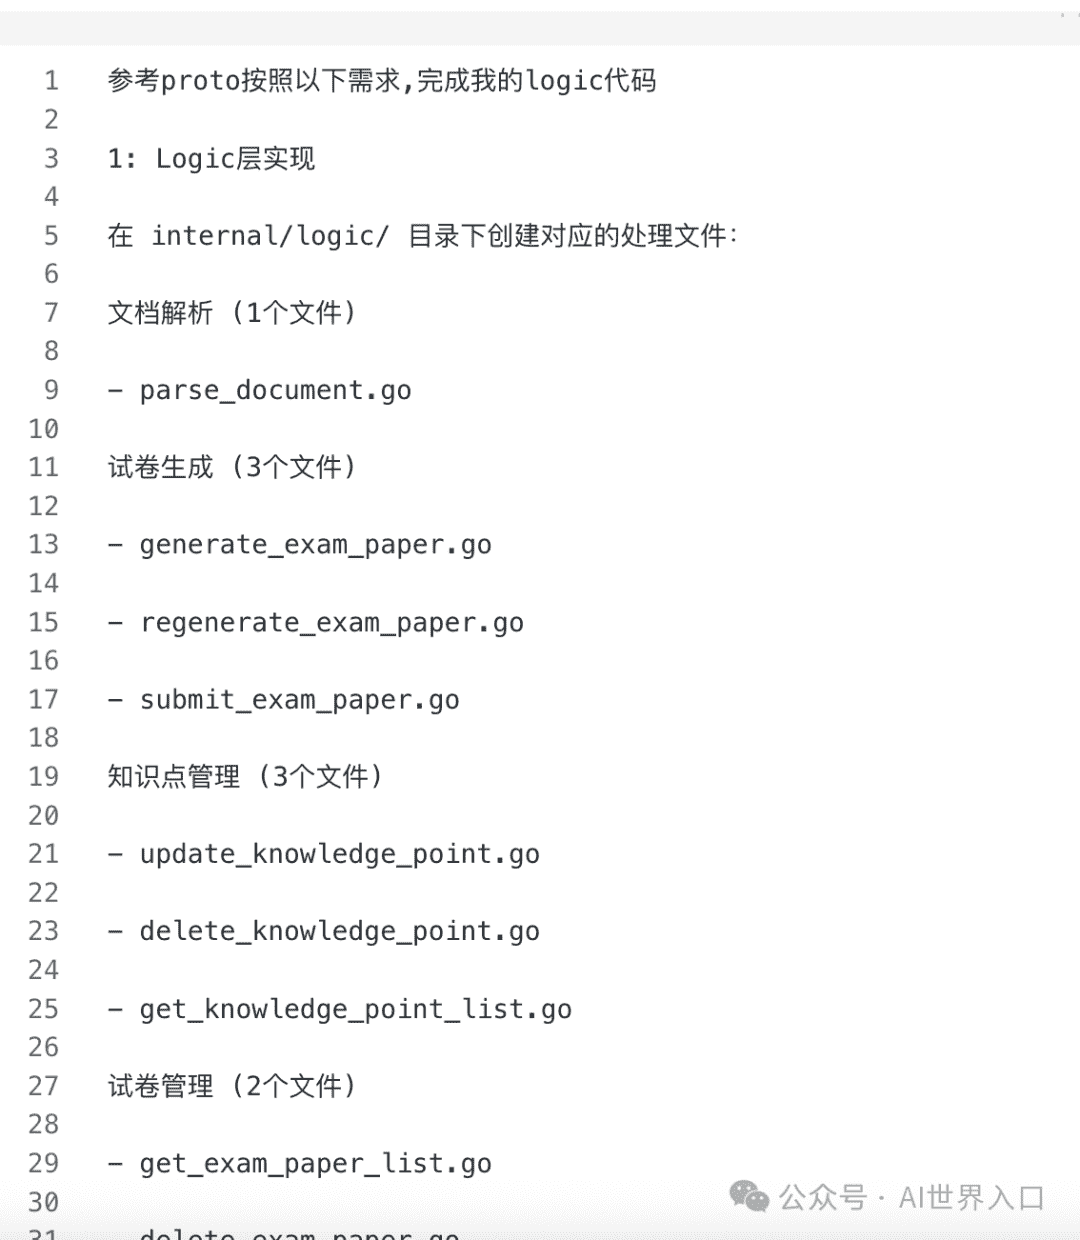 1 参考proto按照以下需求,完成我的logic代码
2
3 1: Logic层实现
4
5 在 internal/logic/ 目录下创建对应的处理文件:
6
7 文档解析 (1个文件)
8
9 - parse_document.go
10
11 试卷生成 (3个文件)
12
13 - generate_exam_paper.go
14
15 - regenerate_exam_paper.go
16
17 - submit_exam_paper.go
18
19 知识点管理 (3个文件)
20
21 - update_knowledge_point.go
22
23 - delete_knowledge_point.go
24
25 - get_knowledge_point_list.go
26
27 试卷管理 (2个文件)
28
29 - get_exam_paper_list.go
30
31 - delete_exam_paper.go
公众号 · AI世界入口